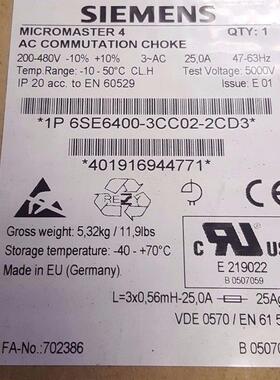 SIEMENS
MICROMASTER 4 QTY: 1
AC COMMUTATION CHOKE
200-480V -10% +10% 3~AC 25,0A 47-63Hz
Temp.Range: -10 - 50°C CL.H Test Voltage: 5000V
IP 20 acc. to EN 60529 Issue: E 01
*1P 6SE6400-3CC02-2CD3*
*401916944771*
Gross weight: 5,32kg / 11,9lbs
Storage temperature: -40 - +70°C
Made in EU (Germany).
c RU US
E 219022
B 0507059
L=3x0,56mH-25,0A 25Ag
VDE 0570 / EN 61 5
FA-No.:702386 B 05070